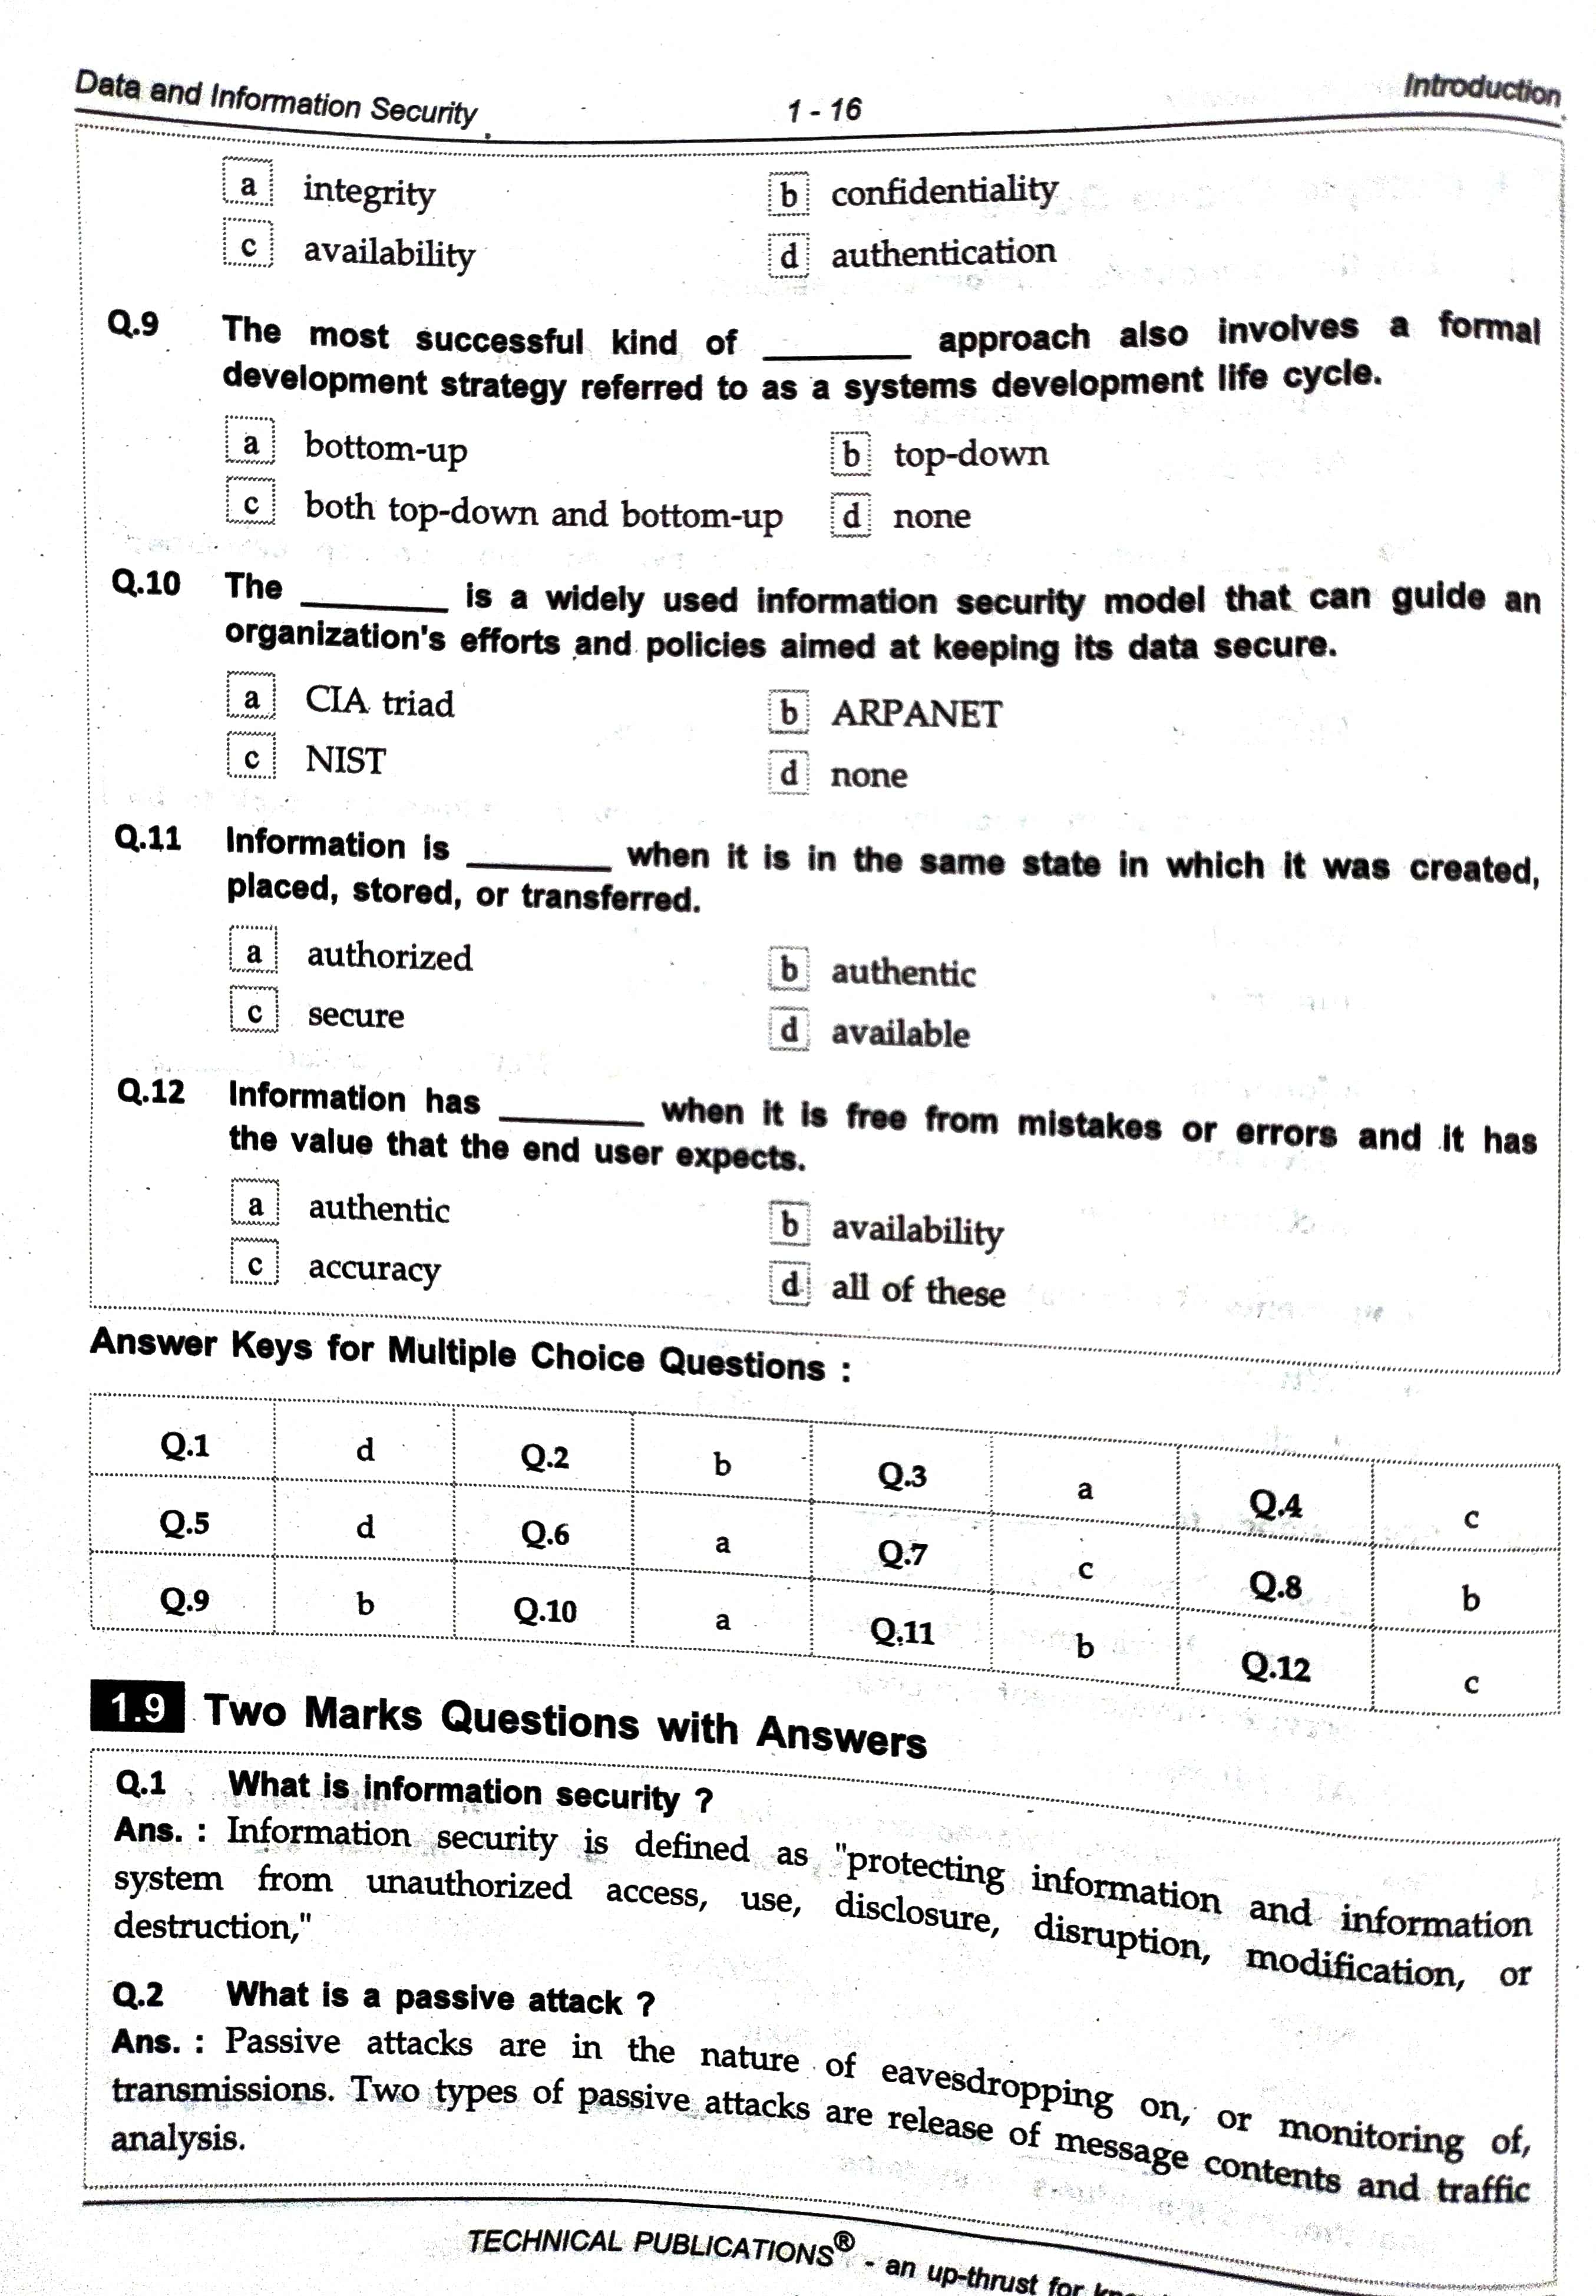 Data and Information Security 1 - 16 Introduction
a integrity b confidentiality
c availability d authentication
Q.9 The most successful kind of ________ approach also involves a formal
development strategy referred to as a systems development life cycle.
a bottom-up b top-down
c both top-down and bottom-up d none
Q.10 The ________ is a widely used information security model that can guide an
organization's efforts and policies aimed at keeping its data secure.
a CIA triad b ARPANET
c NIST d none
Q.11 Information is ________ when it is in the same state in which it was created,
placed, stored, or transferred.
a authorized b authentic
c secure d available
Q.12 Information has ________ when it is free from mistakes or errors and it has
the value that the end user expects.
a authentic b availability
c accuracy d all of these
Answer Keys for Multiple Choice Questions :
Q.1 d Q.2 b Q.3 a Q.4 c
Q.5 d Q.6 a Q.7 c Q.8 b
Q.9 b Q.10 a Q.11 b Q.12 c
1.9 Two Marks Questions with Answers
Q.1 What is information security ?
Ans. : Information security is defined as "protecting information and information
system from unauthorized access, use, disclosure, disruption, modification, or
destruction,"
Q.2 What is a passive attack ?
Ans. : Passive attacks are in the nature of eavesdropping on, or monitoring of,
transmissions. Two types of passive attacks are release of message contents and traffic
analysis.
TECHNICAL PUBLICATIONS® - an up-thrust for